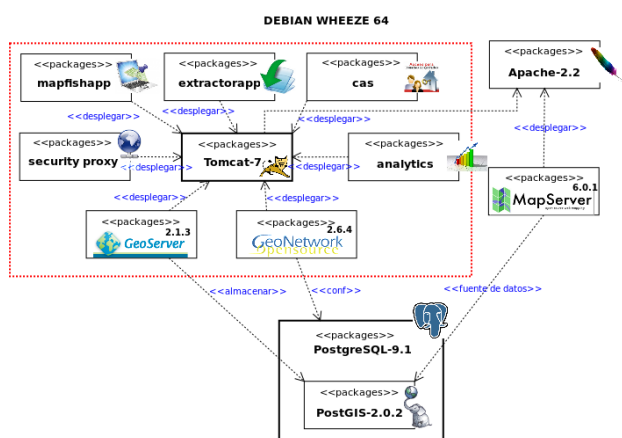 DEBIAN WHEEZE 64
<<packages>>
mapfishapp
<<packages>>
extractorapp
<<packages>>
cas
<<packages>>
Apache-2.2
<<desplegar>>
<<desplegar>>
<<desplegar>>
<<desplegar>>
<<packages>>
security proxy
<<desplegar>>
<<packages>>
Tomcat-7
<<desplegar>>
<<packages>>
analytics
<<packages>>
6.0.1
MapServer
<<desplegar>>
<<desplegar>>
<<packages>>
2.1.3
GeoServer
<<packages>>
2.6.4
GeoNetwork
Opensource
<<almacenar>>
<<conf>>
<<fuente de datos>>
<<packages>>
PostgreSQL-9.1
<<packages>>
PostGIS-2.0.2